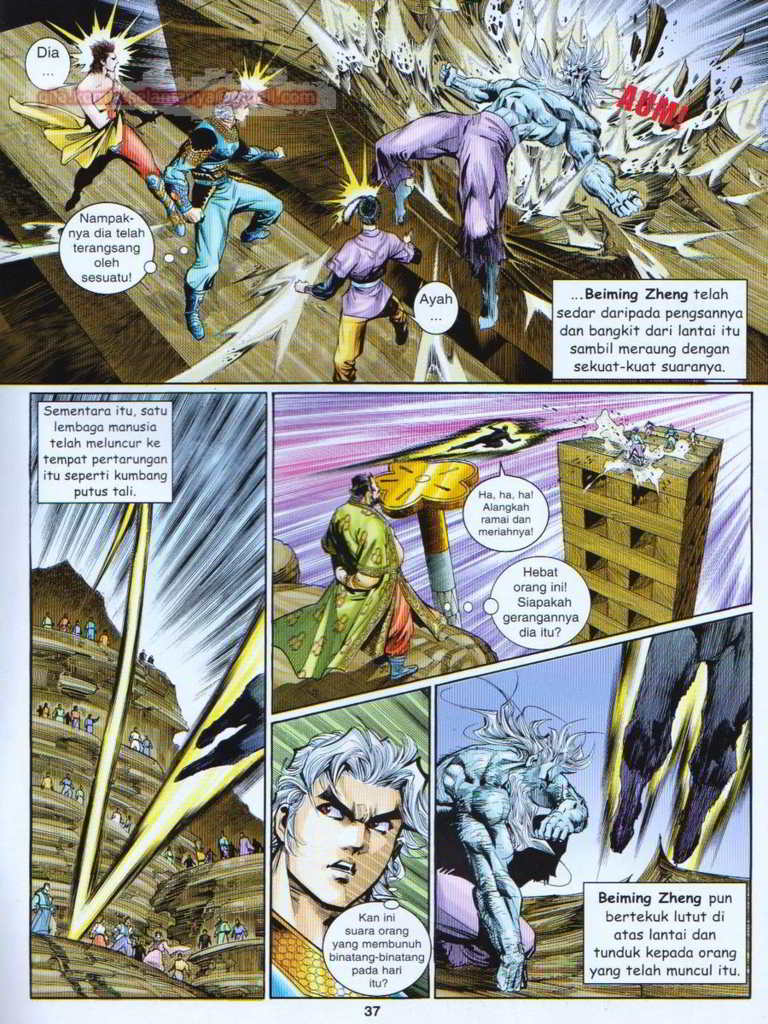 Dia
...
AUM!
Nampak-
nya dia telah
terangsang
oleh
sesuatu!
Ayah
...
...Beiming Zheng telah
sedar daripada pengsannya
dan bangkit dari lantai itu
sambil meraung dengan
sekuat-kuat suaranya.
Sementara itu, satu
lembaga manusia
telah meluncur ke
tempat pertarungan
itu seperti kumbang
putus tali.
Ha, ha, ha!
Alangkah
ramai dan
meriahnya!
Hebat
orang ini!
Siapakah
gerangannya
dia itu?
Kan ini
suara orang
yang membunuh
binatang-binatang
pada hari
itu?
Beiming Zheng pun
bertekuk lutut di
atas lantai dan
tunduk kepada orang
yang telah muncul itu.
37